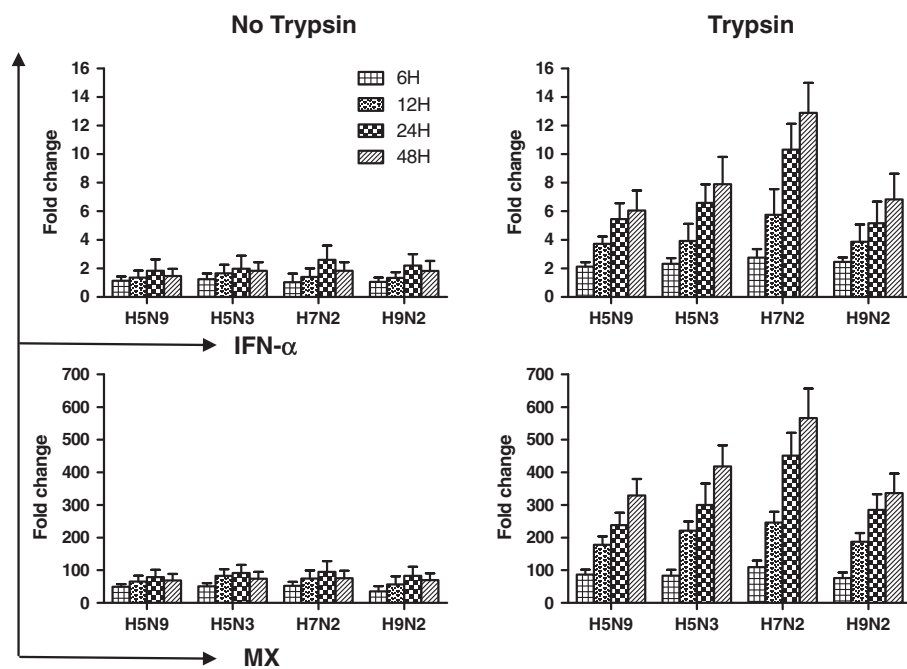 No Trypsin
Trypsin
Fold change
16
14
12
10
8
6
4
2
0
6H
12H
24H
48H
H5N9 H5N3 H7N2 H9N2
Fold change
16
14
12
10
8
6
4
2
0
H5N9 H5N3 H7N2 H9N2
IFN-α
Fold change
700
600
500
400
300
200
100
0
H5N9 H5N3 H7N2 H9N2
Fold change
700
600
500
400
300
200
100
0
H5N9 H5N3 H7N2 H9N2
MX